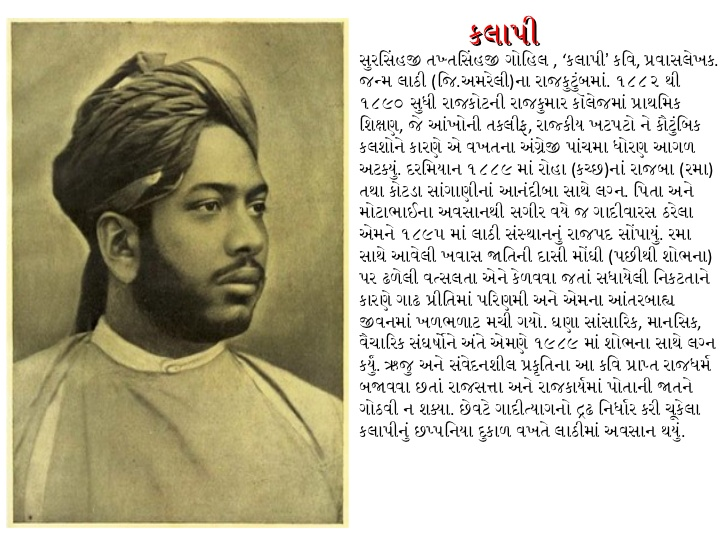 કલાપી
સુરસિંહજી તખ્તસિંહજી ગોહિલ , ‘કલાપી’ કવિ, પ્રવાસલેખક.
જન્મ લાઠી (જિ.અમરેલી)ના રાજકુટુંબમાં. ૧૮૮૨ થી
૧૮૯૦ સુધી રાજકોટની રાજકુમાર કૉલેજમાં પ્રાથમિક
શિક્ષણ, જે આંખોની તકલીફ, રાજકીય ખટપટો ને કૌટુંબિક
કલશોને કારણે એ વખતના અંગ્રેજી પાંચમા ધોરણ આગળ
અટક્યું. દરમિયાન ૧૮૮૯ માં રોહા (કચ્છ)નાં રાજબા (રમા)
તથા કોટડા સાંગાણીનાં આનંદીબા સાથે લગ્ન. પિતા અને
મોટાભાઈના અવસાનથી સગીર વયે જ ગાદીવારસ ઠરેલા
એમને ૧૮૯૫ માં લાઠી સંસ્થાનનું રાજપદ સોંપાયું. રમા
સાથે આવેલી ખવાસ જાતિની દાસી મોંઘી (પછીથી શોભના)
પર ઢળેલી વત્સલતા એને કેળવવા જતાં સધાયેલી નિકટતાને
કારણે ગાઢ પ્રીતિમાં પરિણમી અને એમના આંતરબાહ્ય
જીવનમાં ખળભળાટ મચી ગયો. ઘણા સાંસારિક, માનસિક,
વૈચારિક સંઘર્ષોને અંતે એમણે ૧૯૮૯ માં શોભના સાથે લગ્ન
કર્યું. ઋજુ અને સંવેદનશીલ પ્રકૃતિના આ કવિ પ્રાપ્ત રાજધર્મ
બજાવવા છતાં રાજસત્તા અને રાજકાર્યમાં પોતાની જાતને
ગોઠવી ન શક્યા. છેવટે ગાદીત્યાગનો દ્રઢ નિર્ધાર કરી ચૂકેલા
કલાપીનું છપ્પનિયા દુકાળ વખતે લાઠીમાં અવસાન થયું.